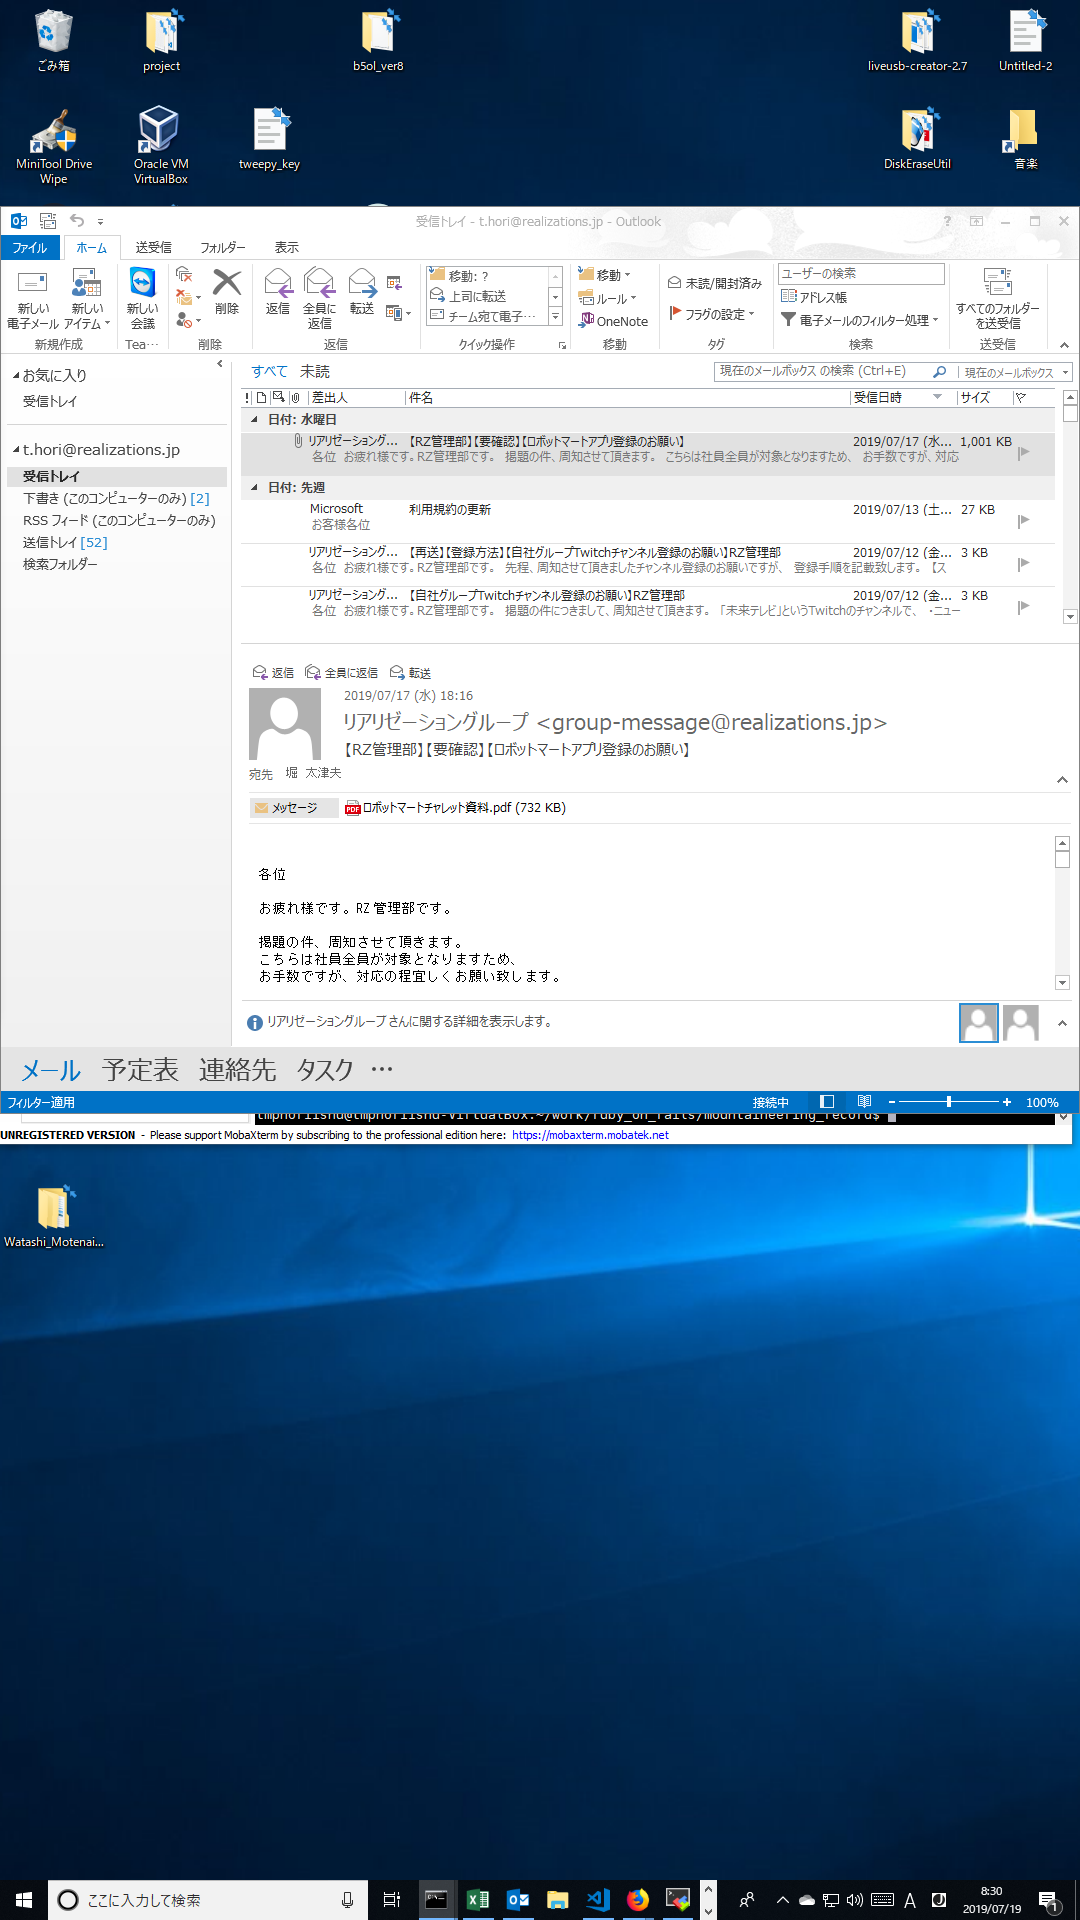 ごみ箱
project
b5ol_ver8
liveusb-creator-2.7
Untitled-2
MiniTool Drive Wipe
Oracle VM VirtualBox
tweepy_key
DiskEraseUtil
音楽
受信トレイ - t.hori@realizations.jp - Outlook
ファイル ホーム 送受信 フォルダー 表示
新しい電子メール
新しいアイテム
新規作成
新しい会議
Tea…
削除
削除
返信
全員に返信
転送
返信
移動: ?
上司に転送
チーム宛て電子…
クイック操作
移動
ルール
OneNote
移動
未読/開封済み
フラグの設定
タグ
ユーザーの検索
アドレス帳
電子メールのフィルター処理
検索
すべてのフォルダーを送受信
送受信
お気に入り
受信トレイ
t.hori@realizations.jp
受信トレイ
下書き (このコンピューターのみ) [2]
RSS フィード (このコンピューターのみ)
送信トレイ [52]
検索フォルダー
すべて 未読
現在のメールボックス の検索 (Ctrl+E)
現在のメールボックス
差出人 件名 受信日時 サイズ
日付: 水曜日
リアリゼーショング... 【RZ管理部】【要確認】【ロボットマートアプリ登録のお願い】 2019/07/17 (水... 1,001 KB
各位 お疲れ様です。RZ管理部です。 掲題の件、周知させて頂きます。 こちらは社員全員が対象となりますため、 お手数ですが、対応
日付: 先週
Microsoft 利用規約の更新 2019/07/13 (土... 27 KB
お客様各位
リアリゼーショング... 【再送】【登録方法】【自社グループTwitchチャンネル登録のお願い】RZ管理部 2019/07/12 (金... 3 KB
各位 お疲れ様です。RZ管理部です。 先程、周知させて頂きましたチャンネル登録のお願いですが、 登録手順を記載致します。 【ス
リアリゼーショング... 【自社グループTwitchチャンネル登録のお願い】RZ管理部 2019/07/12 (金... 3 KB
各位 お疲れ様です。RZ管理部です。 掲題の件につきまして、周知させて頂きます。 「未来テレビ」というTwitchのチャンネルで、 ・ニュー
返信 全員に返信 転送
2019/07/17 (水) 18:16
リアリゼーショングループ <group-message@realizations.jp>
【RZ管理部】【要確認】【ロボットマートアプリ登録のお願い】
宛先 堀 太津夫
メッセージ
PDF
ロボットマートチャレット資料.pdf (732 KB)
各位
お疲れ様です。RZ 管理部です。
掲題の件、周知させて頂きます。
こちらは社員全員が対象となりますため、
お手数ですが、対応の程宜しくお願い致します。
リアリゼーショングループ さんに関する詳細を表示します。
メール 予定表 連絡先 タスク …
フィルター適用
接続中
100%
tmphoriishd@tmphoriishd-VirtualBox:~/work/ruby_on_rails/mountaineering_record$
UNREGISTERED VERSION - Please support MobaXterm by subscribing to the professional edition here: https://mobaxterm.mobatek.net
Watashi_Motenai...
ここに入力して検索
A
8:30
2019/07/19
1